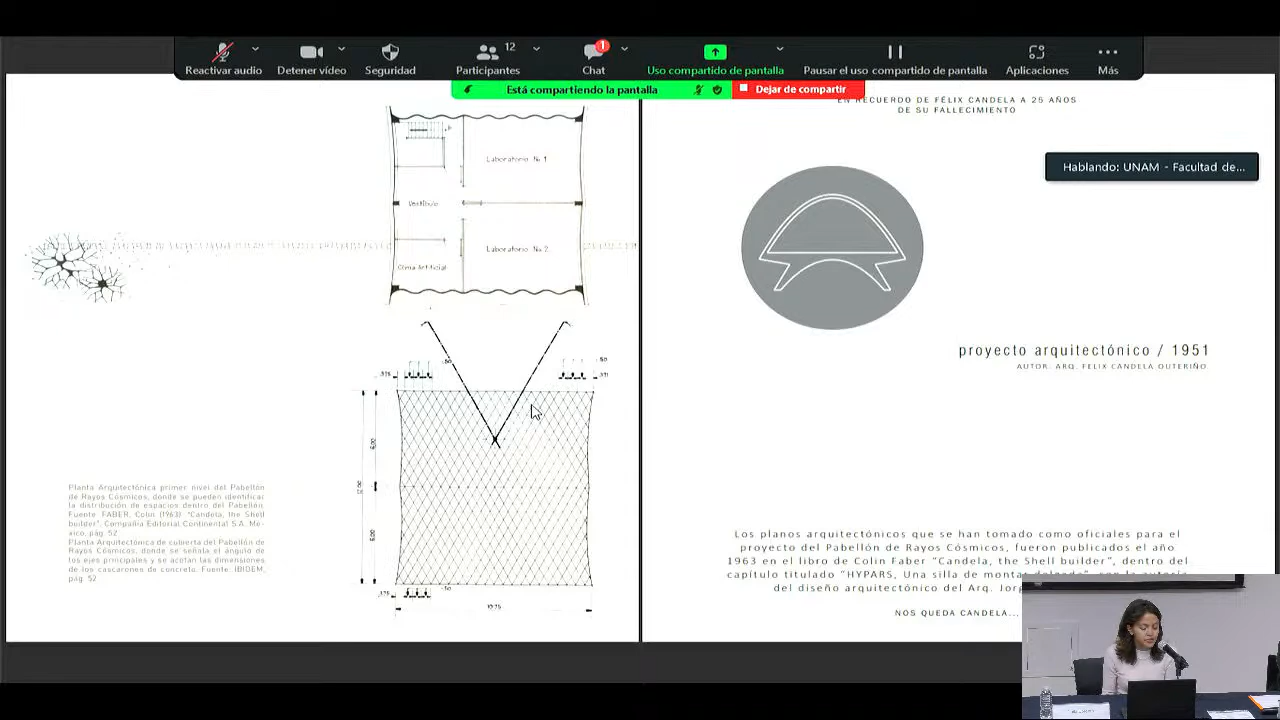 Reactivar audio
Detener vídeo
Seguridad
12
Participantes
1
Chat
Uso compartido de pantalla
Pausar el uso compartido de pantalla
Aplicaciones
Más
Está compartiendo la pantalla
Dejar de compartir
Hablando: UNAM - Facultad de...
Laboratorio No.1
Vestíbulo
Laboratorio No.2
Clima Artificial
6.00
6.00
10.75
Planta Arquitectónica primer nivel del Pabellón
de Rayos Cósmicos, donde se pueden identificar
la distribución de espacios dentro del Pabellón.
Fuente FABER, Colin (1963) "Candela, the Shell
builder", Compañía Editorial Continental S.A. Mé-
xico, pág. 52
Planta Arquitectónica de cubierta del Pabellón de
Rayos Cósmicos, donde se señala el ángulo de
los ejes principales y se acotan las dimensiones
de los cascarones de concreto. Fuente: IBIDEM,
pág 52
EN RECUERDO DE FÉLIX CANDELA A 25 AÑOS
DE SU FALLECIMIENTO
proyecto arquitectónico / 1951
AUTOR: ARQ. FELIX CANDELA OUTERIÑO.
Los planos arquitectónicos que se han tomado como oficiales para el
proyecto del Pabellón de Rayos Cósmicos, fueron publicados el año
1963 en el libro de Colin Faber "Candela, the Shell builder", dentro del
capítulo titulado "HYPARS, Una silla de montar
del diseño arquitectónico del Arq.
NOS QUEDA CANDELA...